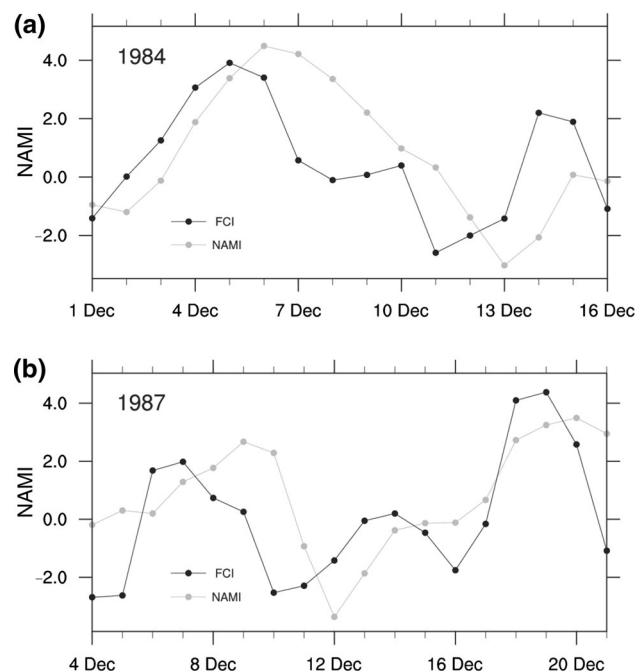 (a)
1984
4.0
2.0
0.0
−2.0
NAMI
FCI
NAMI
1 Dec 4 Dec 7 Dec 10 Dec 13 Dec 16 Dec
(b)
1987
4.0
2.0
0.0
−2.0
NAMI
FCI
NAMI
4 Dec 8 Dec 12 Dec 16 Dec 20 Dec